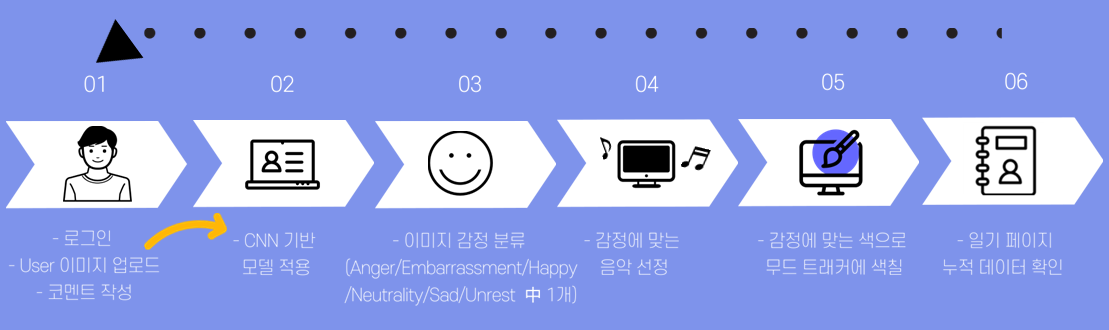 01
02
03
04
05
06
- 로그인
- User 이미지 업로드
- 코멘트 작성
- CNN 기반
모델 적용
- 이미지 감정 분류
(Anger/Embarrassment/Happy
/Neutrality/Sad/Unrest 中 1개)
- 감정에 맞는
음악 선정
- 감정에 맞는 색으로
무드 트래커에 색칠
- 일기 페이지
누적 데이터 확인